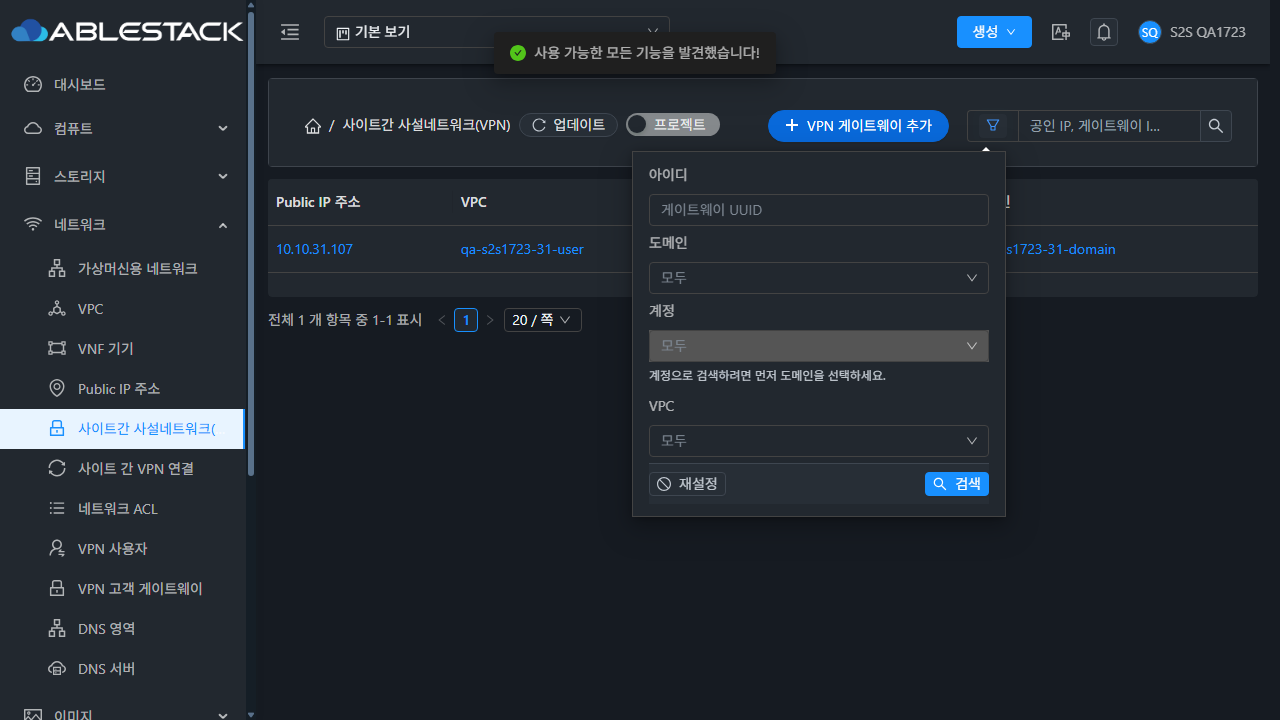 ABLESTACK
기본 보기
생성
S2S QA1723
SQ
사용 가능한 모든 기능을 발견했습니다!
대시보드
컴퓨트
스토리지
네트워크
가상머신용 네트워크
VPC
VNF 기기
Public IP 주소
사이트간 사설네트워크(
사이트 간 VPN 연결
네트워크 ACL
VPN 사용자
VPN 고객 게이트웨이
DNS 영역
DNS 서버
이미지
/ 사이트간 사설네트워크(VPN)
업데이트
프로젝트
VPN 게이트웨이 추가
공인 IP, 게이트웨이 I...
Public IP 주소
VPC
10.10.31.107
qa-s2s1723-31-user
s1723-31-domain
전체 1 개 항목 중 1-1 표시
1
20 / 쪽
아이디
게이트웨이 UUID
도메인
모두
계정
모두
계정으로 검색하려면 먼저 도메인을 선택하세요.
VPC
모두
재설정
검색